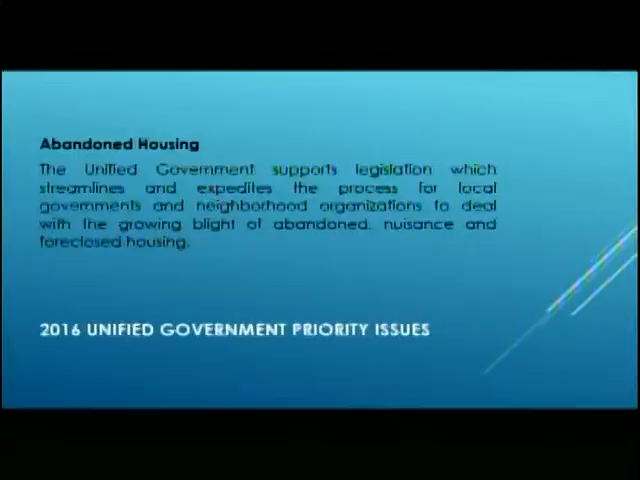 Abandoned Housing
The Unified Government supports legislation which
streamlines and expedites the process for local
governments and neighborhood organizations to deal
with the growing blight of abandoned, nuisance and
foreclosed housing.
2016 UNIFIED GOVERNMENT PRIORITY ISSUES